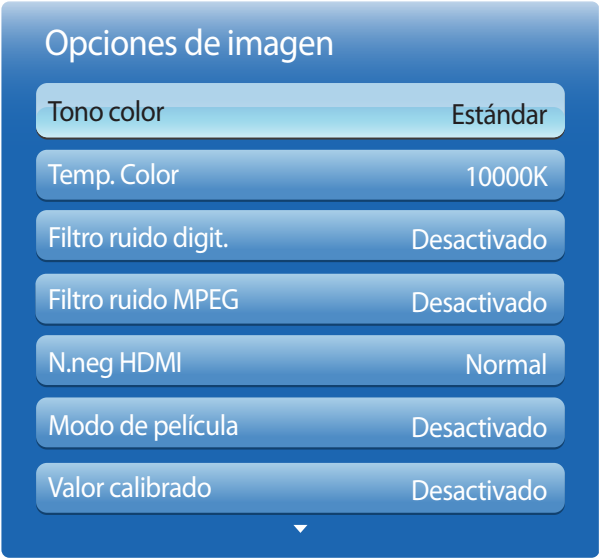 Opciones de imagen
Tono color Estándar
Temp. Color 10000K
Filtro ruido digit. Desactivado
Filtro ruido MPEG Desactivado
N.neg HDMI Normal
Modo de película Desactivado
Valor calibrado Desactivado